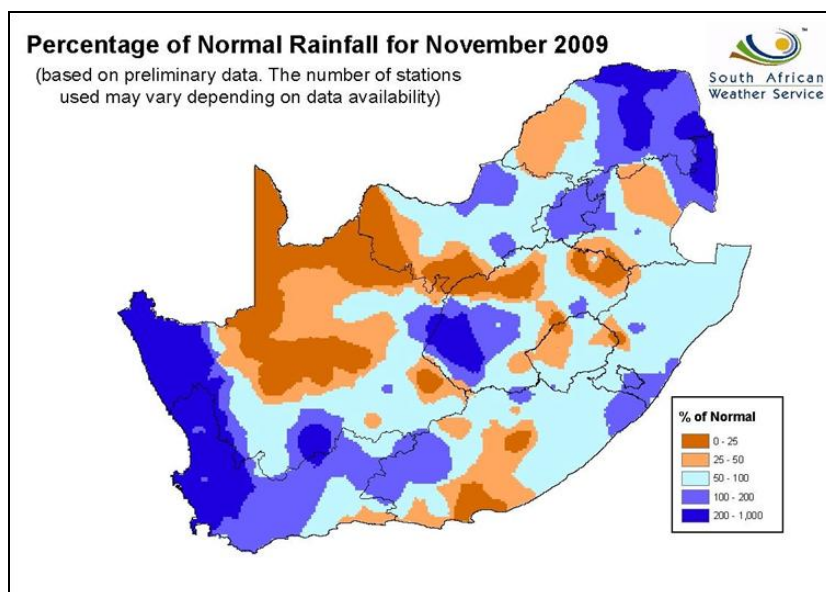 Percentage of Normal Rainfall for November 2009
(based on preliminary data. The number of stations
used may vary depending on data availability)
South African
Weather Service
% of Normal
0 - 25
25 - 50
50 - 100
100 - 200
200 - 1,000